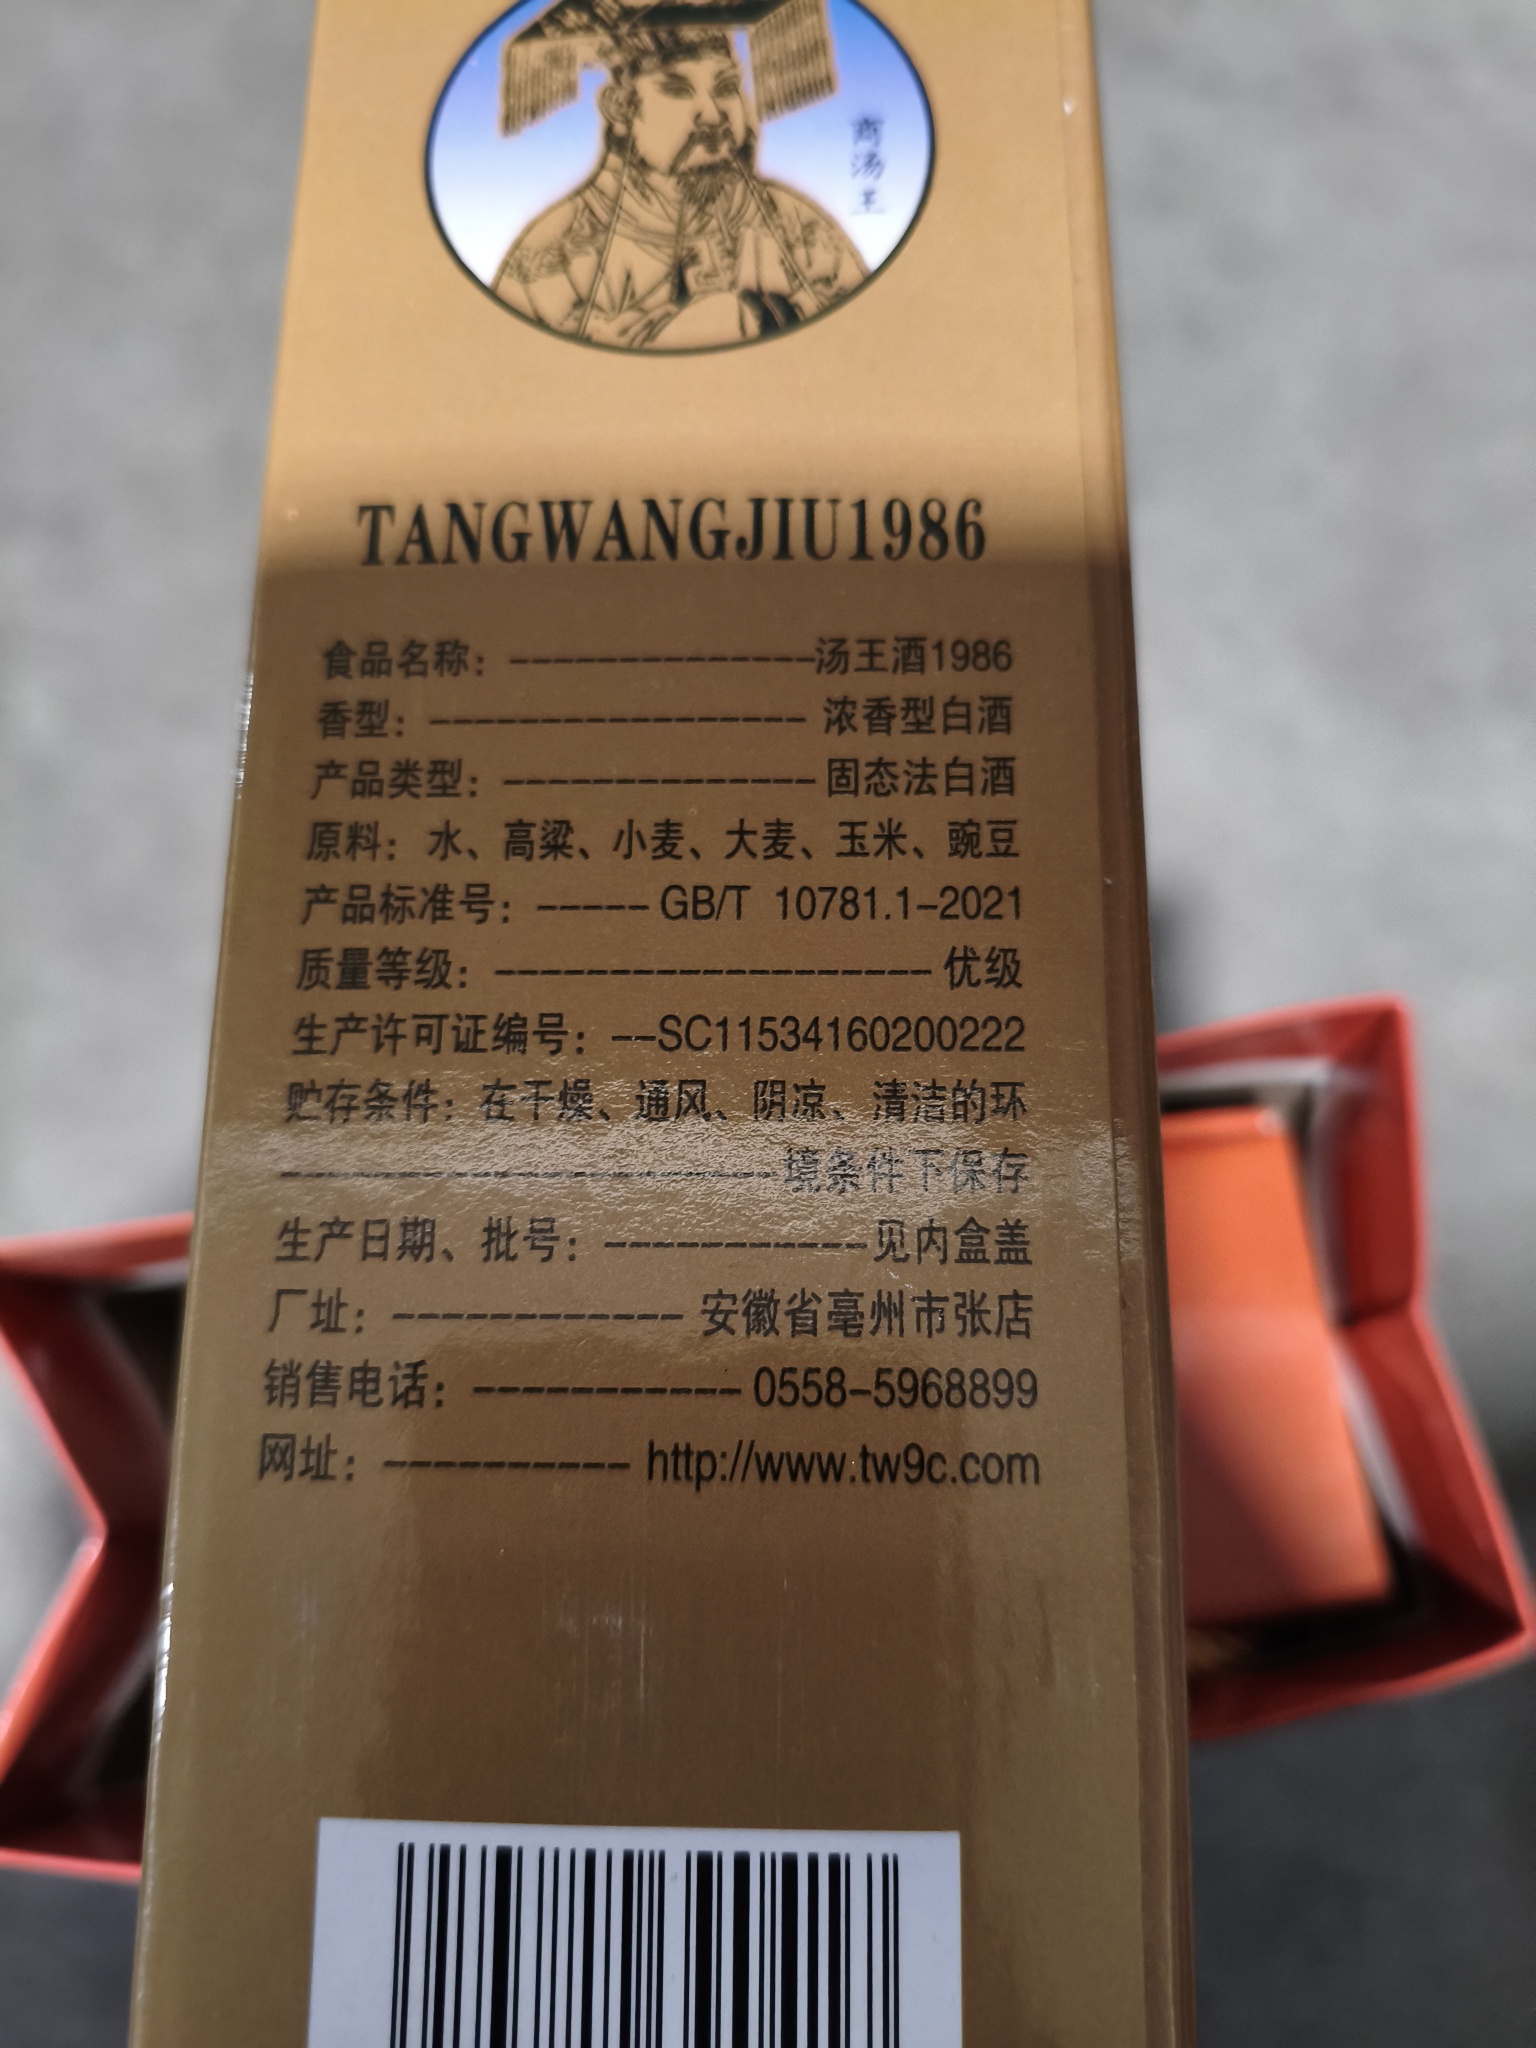 商汤王
TANGWANGJIU1986
食品名称：--------------汤王酒1986
香型：----------------- 浓香型白酒
产品类型：--------------固态法白酒
原料：水、高粱、小麦、大麦、玉米、豌豆
产品标准号：-----GB/T 10781.1-2021
质量等级：-------------------优级
生产许可证编号：--SC11534160200222
贮存条件：在干燥、通风、阴凉、清洁的环
----------------------境条件下保存
生产日期、批号：------------见内盒盖
厂址：-------------安徽省亳州市张店
销售电话：------------0558-5968899
网址：-----------http://www.tw9c.com